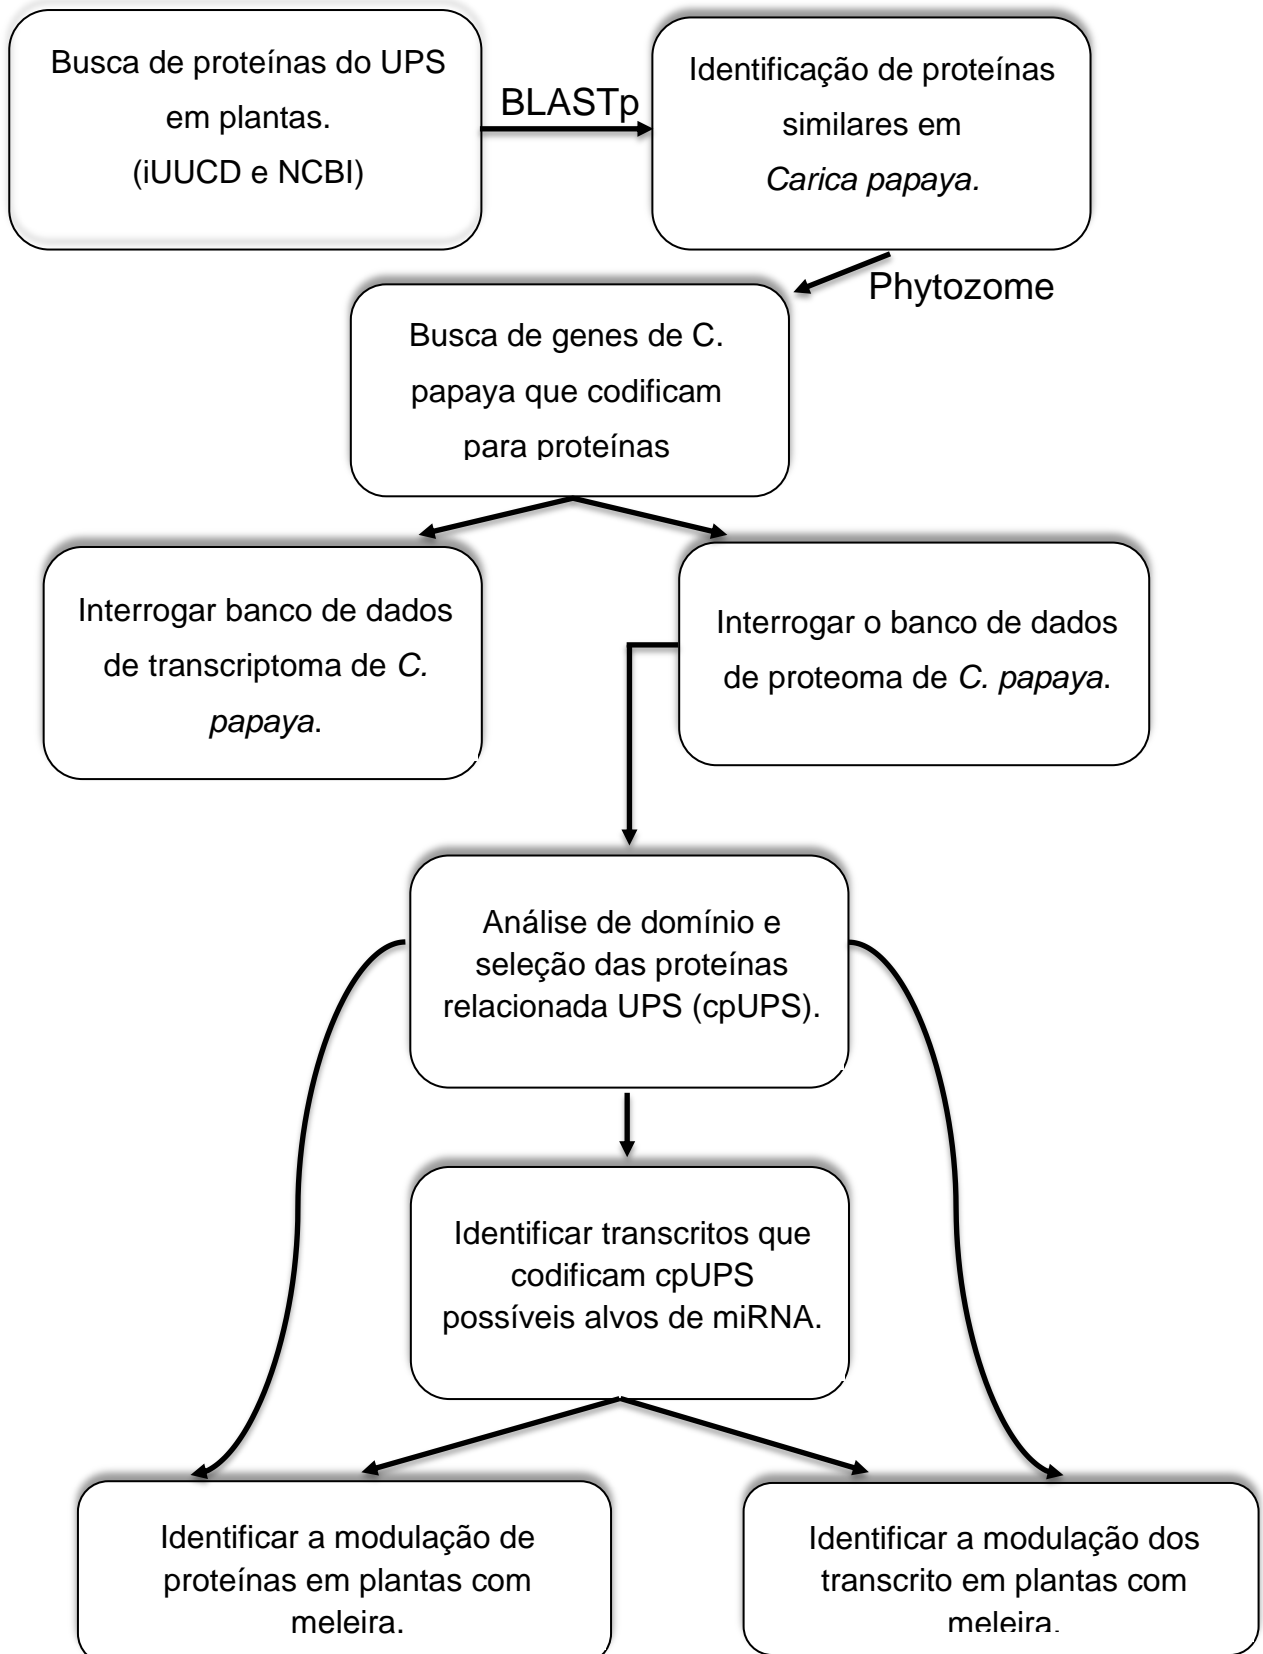 Busca de proteínas do UPS
em plantas.
(iUUCD e NCBI)
BLASTp
Identificação de proteínas
similares em
Carica papaya.
Phytozome
Busca de genes de C.
papaya que codificam
para proteínas
Interrogar banco de dados
de transcriptoma de C.
papaya.
Interrogar o banco de dados
de proteoma de C. papaya.
Análise de domínio e
seleção das proteínas
relacionada UPS (cpUPS).
Identificar transcritos que
codificam cpUPS
possíveis alvos de miRNA.
Identificar a modulação de
proteínas em plantas com
meleira.
Identificar a modulação dos
transcrito em plantas com
meleira.